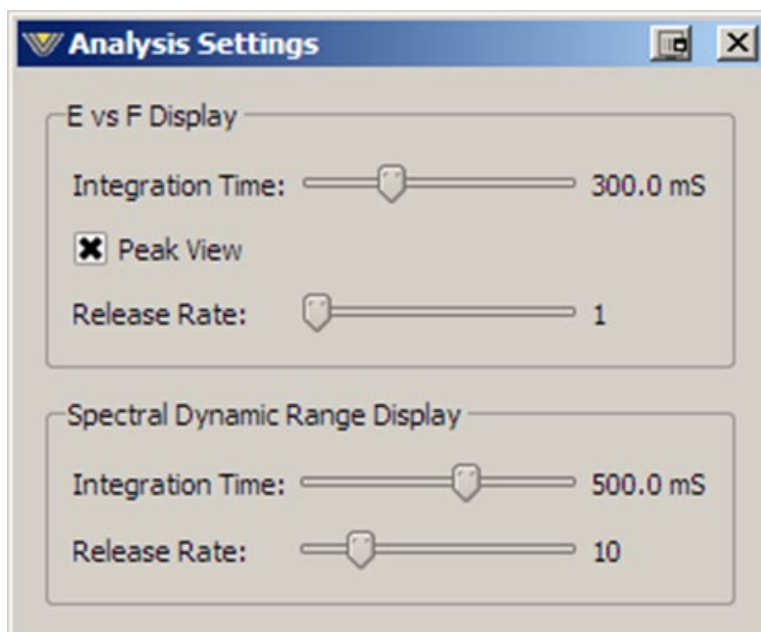 Analysis Settings
E vs F Display
Integration Time: 300.0 mS
Peak View
Release Rate: 1
Spectral Dynamic Range Display
Integration Time: 500.0 mS
Release Rate: 10